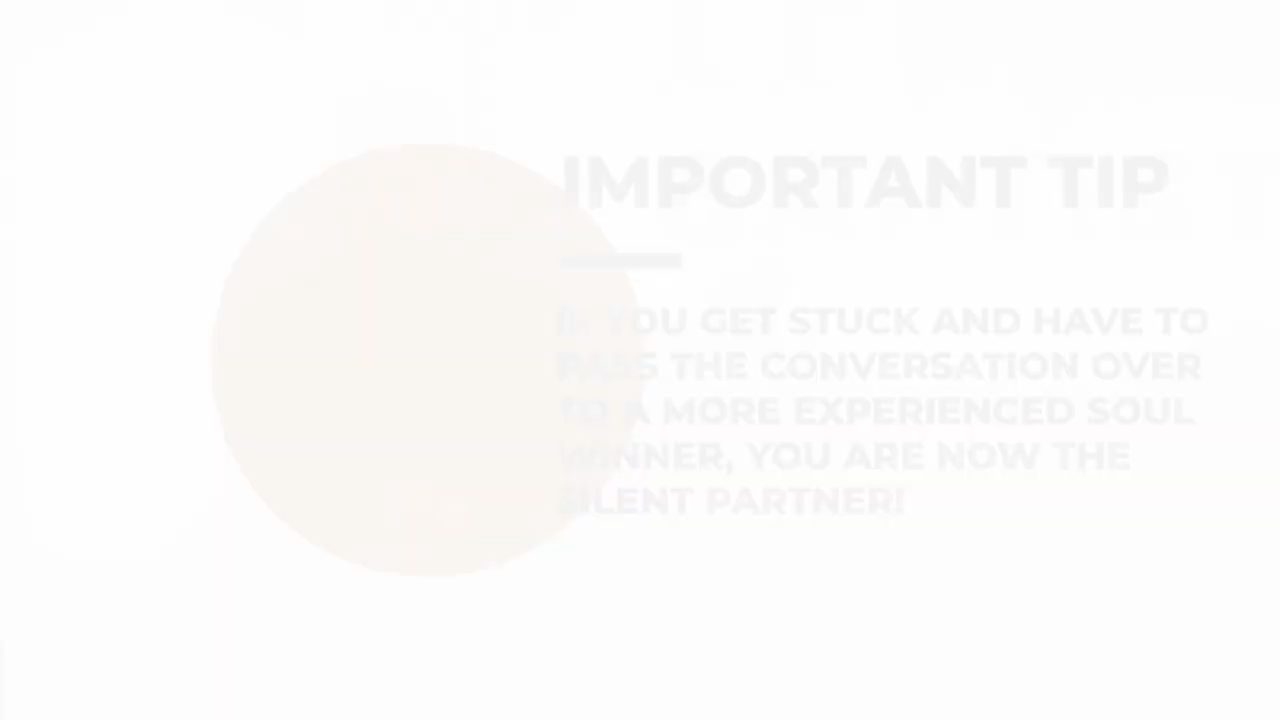 IMPORTANT TIP
IF YOU GET STUCK AND HAVE TO
PASS THE CONVERSATION OVER
TO A MORE EXPERIENCED SOUL
WINNER, YOU ARE NOW THE
SILENT PARTNER!